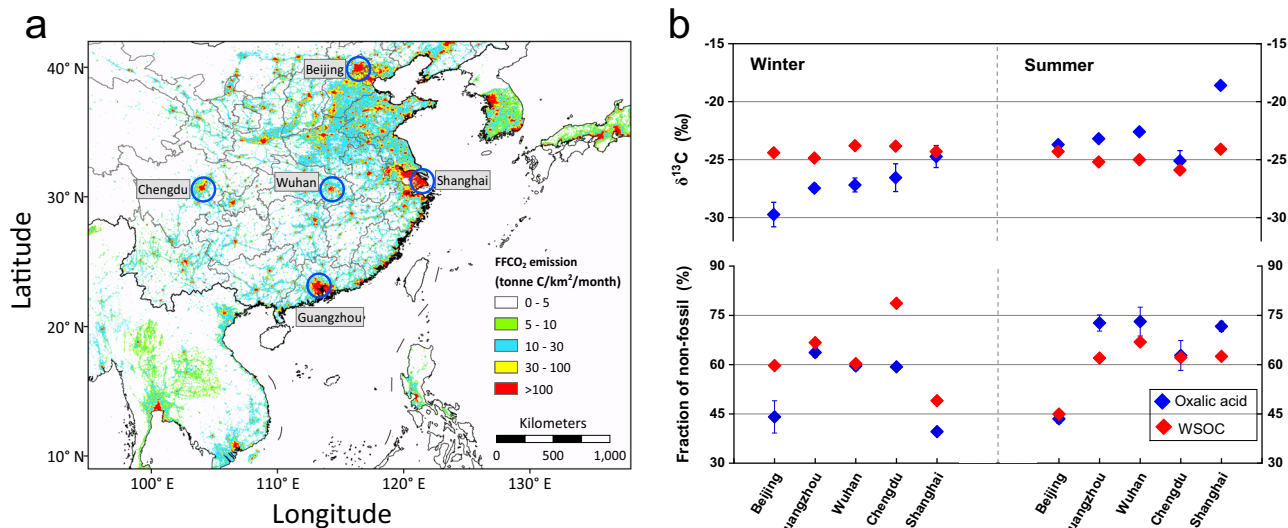 a
40° N
30° N
20° N
10° N
Latitude
Beijing
Chengdu
Wuhan
Shanghai
Guangzhou
FFCO₂ emission
(tonne C/km²/month)
0 - 5
5 - 10
10 - 30
30 - 100
>100
Kilometers
0 500 1,000
100° E 110° E 120° E 130° E
Longitude
b
Winter Summer
-15 -15
-20 -20
-25 -25
-30 -30
δ¹³C (‰)
90 90
75 75
60 60
45 45
30 30
Fraction of non-fossil (%)
Oxalic acid
WSOC
Beijing
uangzhou
Wuhan
Chengdu
Shanghai
Beijing
uangzhou
Wuhan
Chengdu
Shanghai